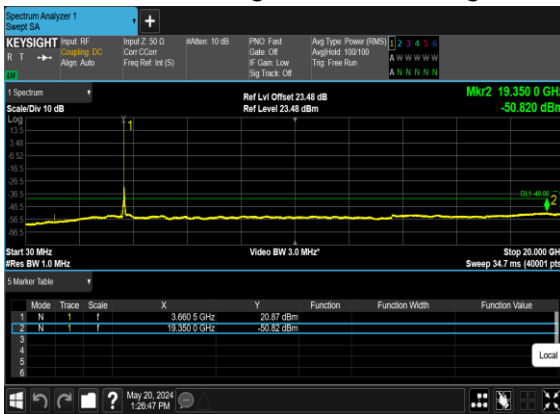 Spectrum Analyzer 1
Swept SA
KEYSIGHT
R T
LV
Input: RF
Coupling: DC
Align: Auto
Input Z: 50 Ω
Corr CCorr
Freq Ref: Int (S)
#Atten: 10 dB
PNO: Fast
Gate: Off
IF Gain: Low
Sig Track: Off
Avg Type: Power (RMS)
Avg|Hold: 100/100
Trig: Free Run
1 2 3 4 5 6
A W W W W W
A N N N N N
1 Spectrum
Scale/Div 10 dB
Ref Lvl Offset 23.48 dB
Ref Level 23.48 dBm
Mkr2 19.350 0 GHz
-50.820 dBm
Log
13.5
3.48
-6.52
-16.5
-26.5
-36.5
-46.5
-56.5
-66.5
1
2
Start 30 MHz
#Res BW 1.0 MHz
Video BW 3.0 MHz*
Stop 20.000 GH
Sweep 34.7 ms (40001 pts
5 Marker Table
Mode Trace Scale X Y Function Function Width Function Value
1 N 1 f 3.660 5 GHz 20.87 dBm
2 N 1 f 19.350 0 GHz -50.82 dBm
3
4
5
6
Local
?
May 20, 2024
1:26:47 PM